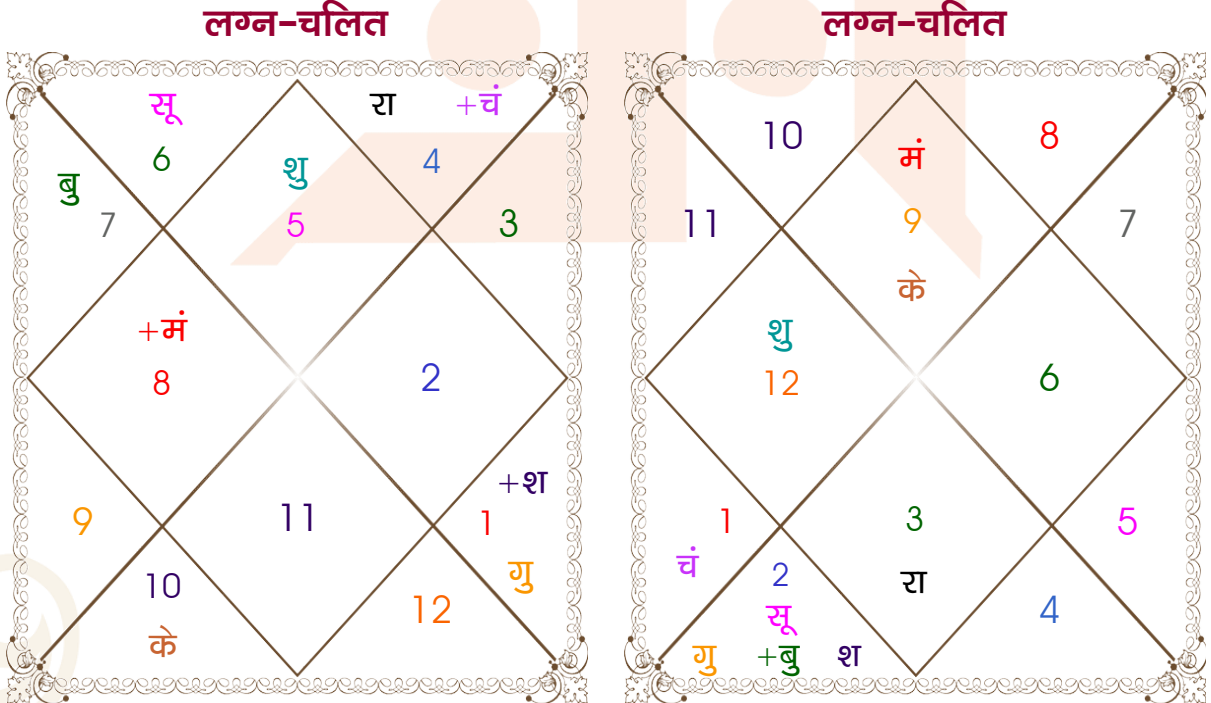 लग्न-चलित
सू
रा
+चं
6
शु
4
बु
7
5
3
+मं
8
2
+श
9
11
1
10
गु
12
के
लग्न-चलित
10
मं
8
11
9
7
के
शु
12
6
1
3
5
चं
2
रा
4
सू
गु
+बु
श